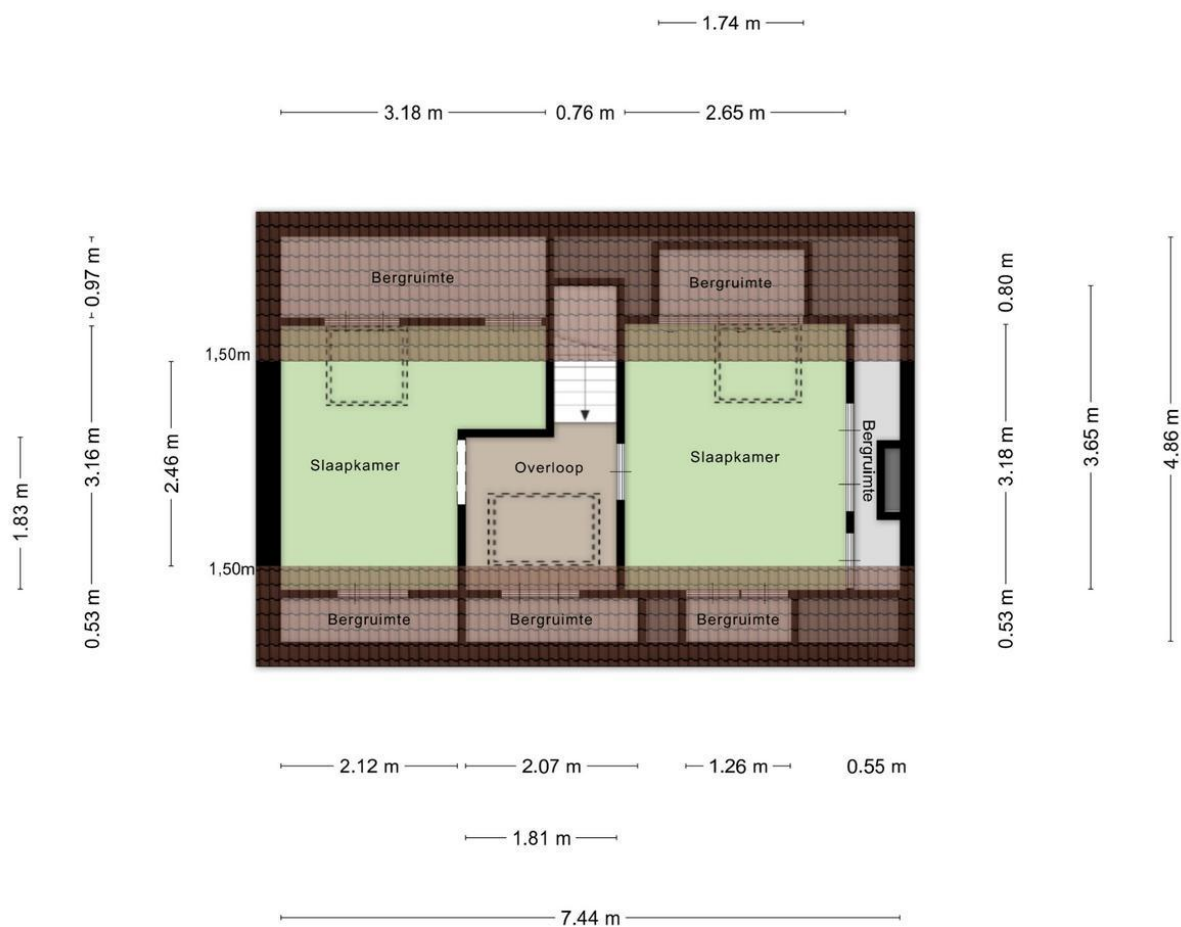 1.74 m
3.18 m 0.76 m 2.65 m
0.97 m
3.16 m
0.53 m
1.83 m
2.46 m
1,50m
1,50m
Bergruimte
Bergruimte
Slaapkamer
Overloop
Slaapkamer
Bergruimte
Bergruimte
Bergruimte
Bergruimte
0.80 m
3.18 m
0.53 m
3.65 m
4.86 m
2.12 m 2.07 m 1.26 m 0.55 m
1.81 m
7.44 m